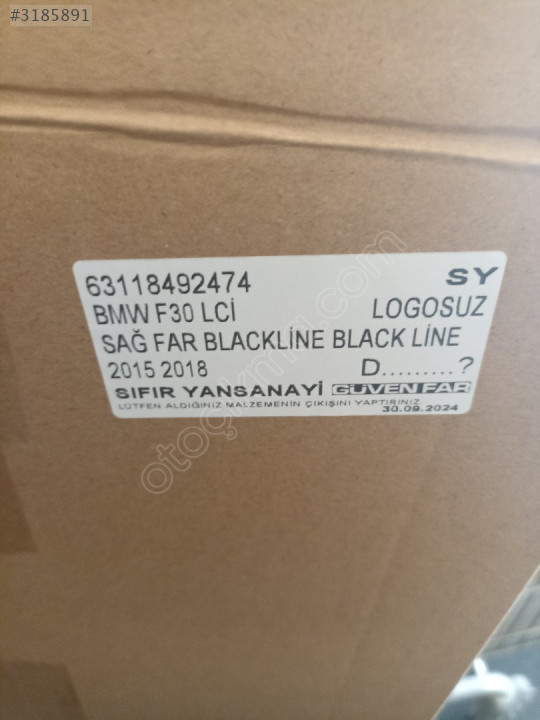 #3185891
63118492474 SY
BMW F30 LCİ LOGOSUZ
SAĞ FAR BLACKLİNE BLACK LİNE
2015 2018 D.........?
SIFIR YANSANAYİ GÜVEN FAR
LÜTFEN ALDIĞINIZ MALZEMENİN ÇIKIŞINI YAPTIRINIZ
30.09.2024
otocikma.com